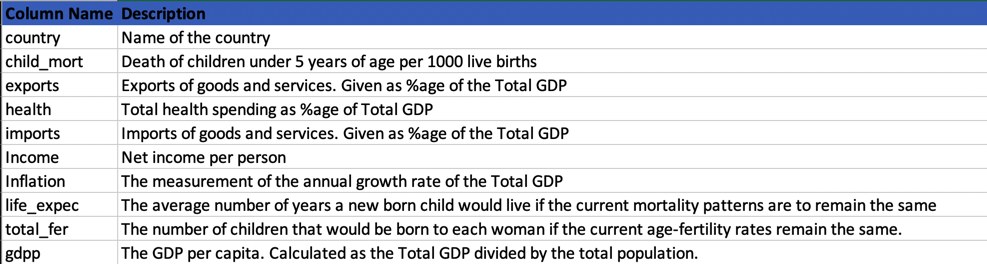 Column Name Description
country Name of the country
child_mort Death of children under 5 years of age per 1000 live births
exports Exports of goods and services. Given as %age of the Total GDP
health Total health spending as %age of Total GDP
imports Imports of goods and services. Given as %age of the Total GDP
Income Net income per person
Inflation The measurement of the annual growth rate of the Total GDP
life_expec The average number of years a new born child would live if the current mortality patterns are to remain the same
total_fer The number of children that would be born to each woman if the current age-fertility rates remain the same.
gdpp The GDP per capita. Calculated as the Total GDP divided by the total population.